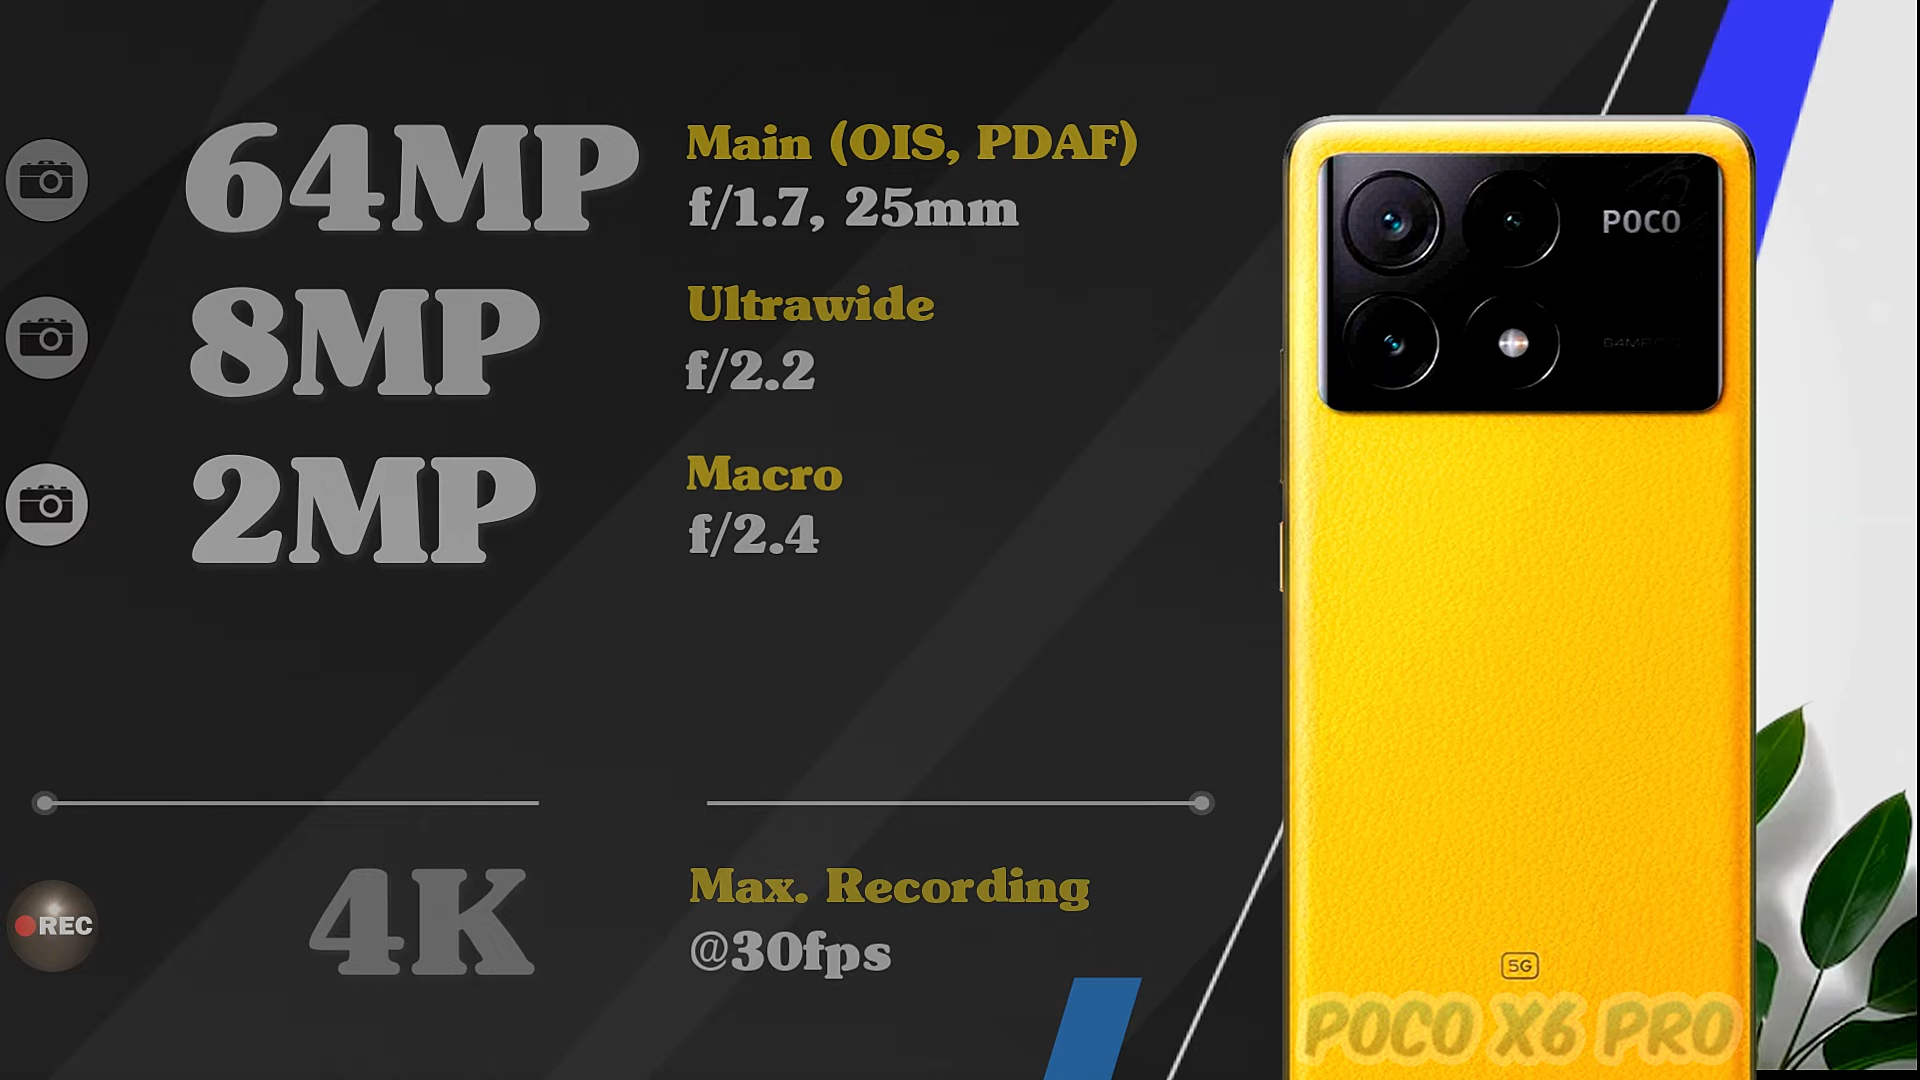 64MP
Main (OIS, PDAF)
f/1.7, 25mm
8MP
Ultrawide
f/2.2
2MP
Macro
f/2.4
4K
Max. Recording
@30fps
REC
POCO
5G
POCO X6 PRO